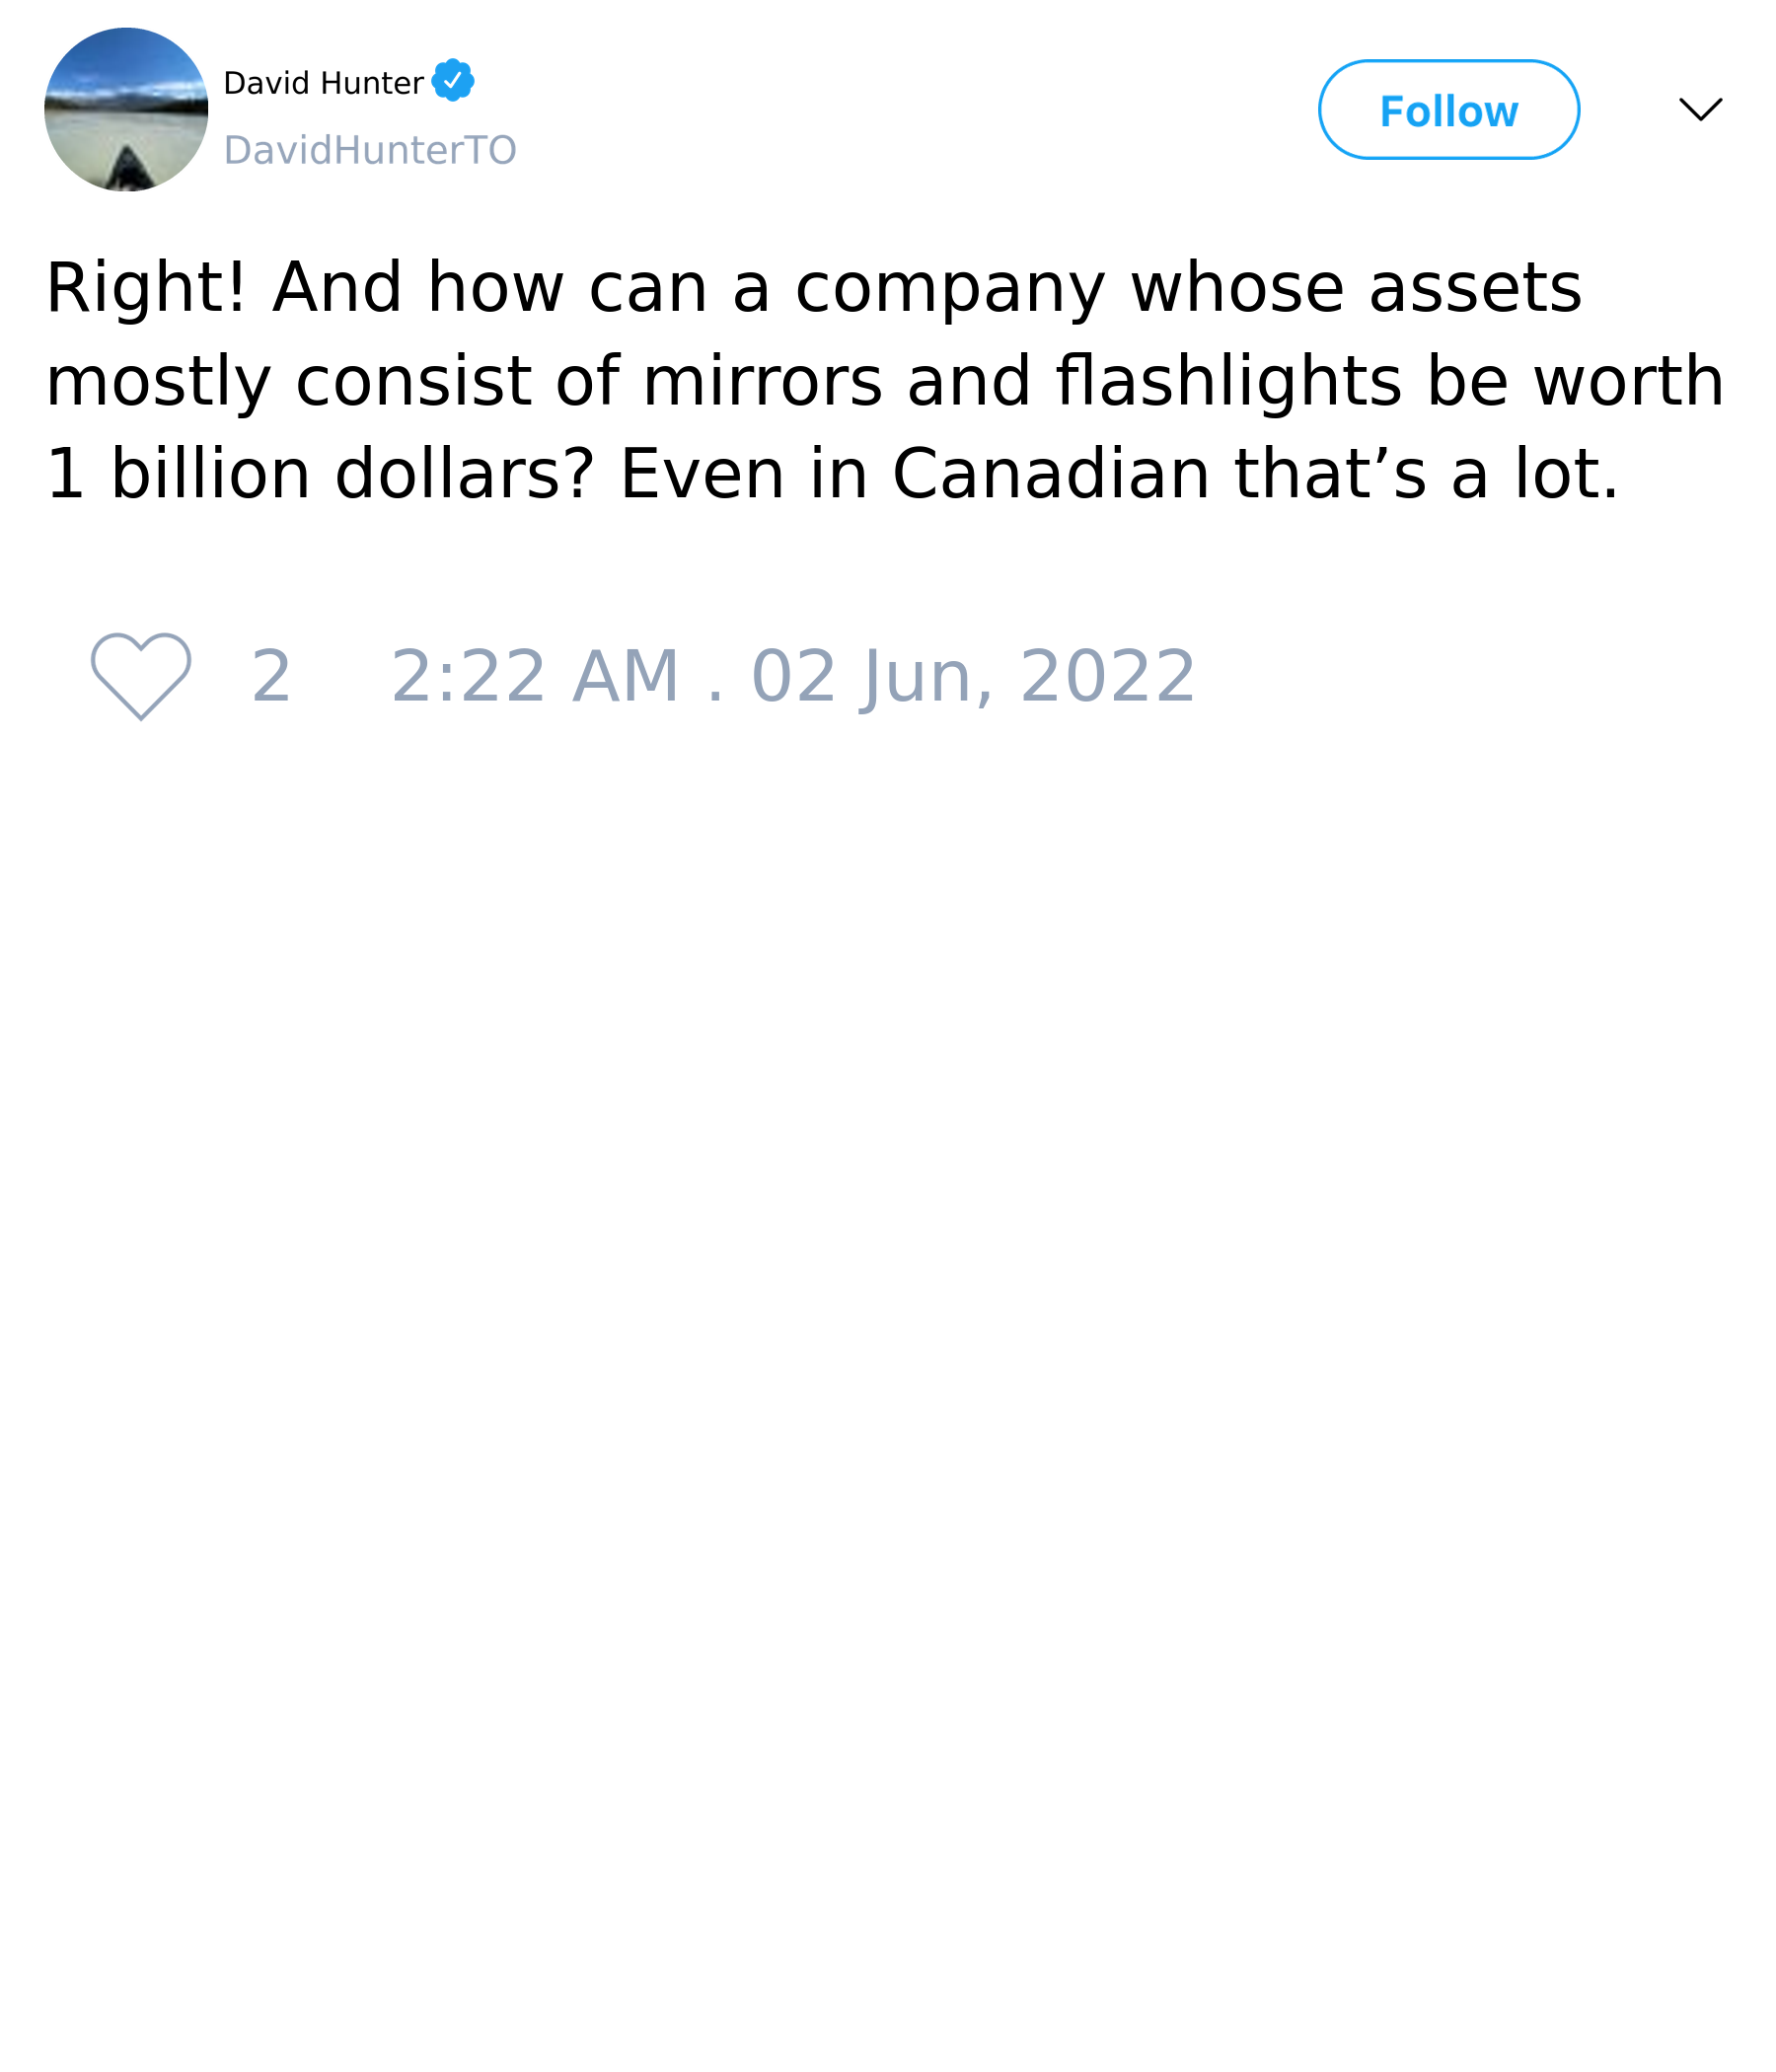 David Hunter
DavidHunterTO
Follow
Right! And how can a company whose assets
mostly consist of mirrors and flashlights be worth
1 billion dollars? Even in Canadian that’s a lot.
2 2:22 AM . 02 Jun, 2022